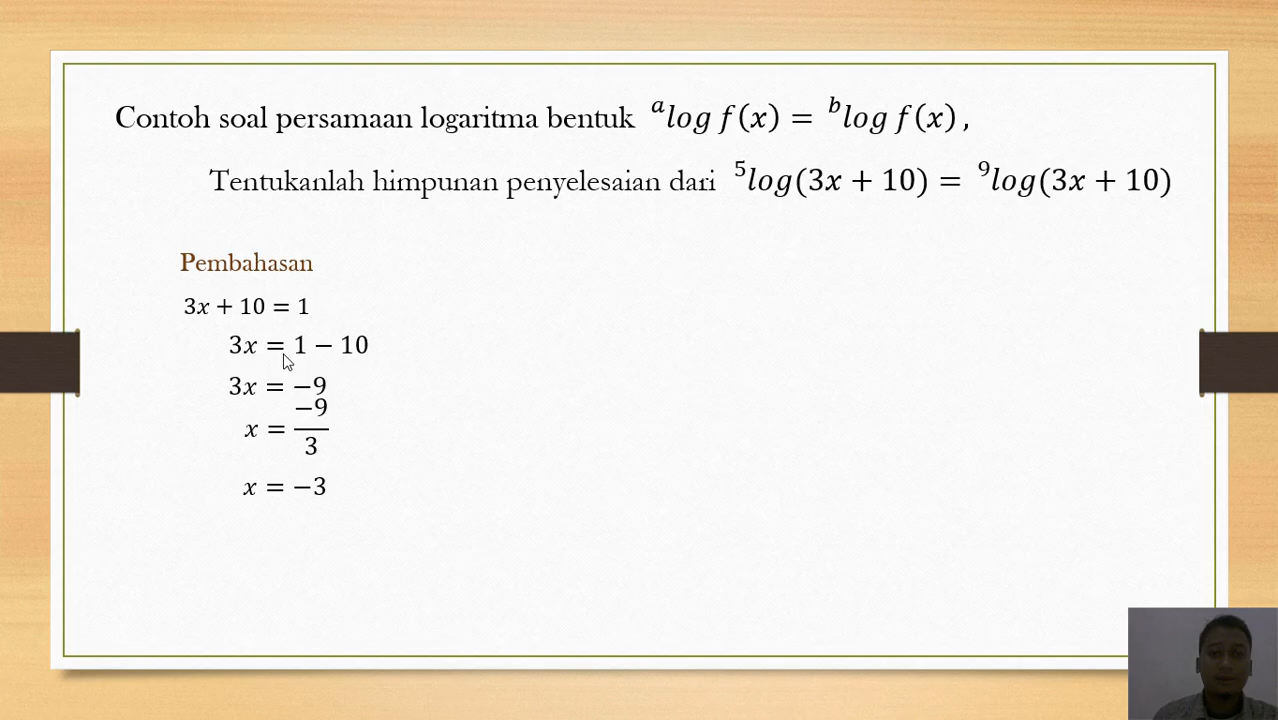 Contoh soal persamaan logaritma bentuk ᵃlog f(x) = ᵇlog f(x),
Tentukanlah himpunan penyelesaian dari ⁵log(3x + 10) = ⁹log(3x + 10)
Pembahasan
3x + 10 = 1
3x = 1 − 10
3x = −9
x = −9/3
x = −3